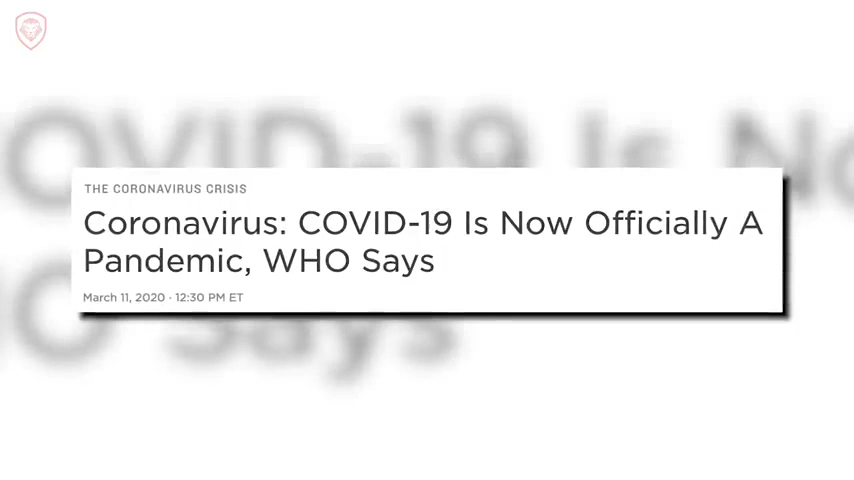 THE CORONAVIRUS CRISIS
Coronavirus: COVID-19 Is Now Officially A
Pandemic, WHO Says
March 11, 2020 · 12:30 PM ET